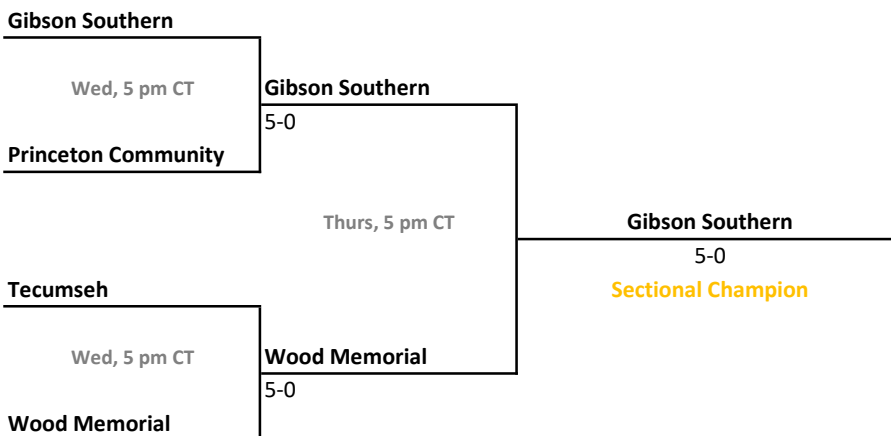 Gibson Southern
Wed, 5 pm CT
Gibson Southern
5-0
Princeton Community
Thurs, 5 pm CT
Gibson Southern
5-0
Sectional Champion
Tecumseh
Wed, 5 pm CT
Wood Memorial
5-0
Wood Memorial